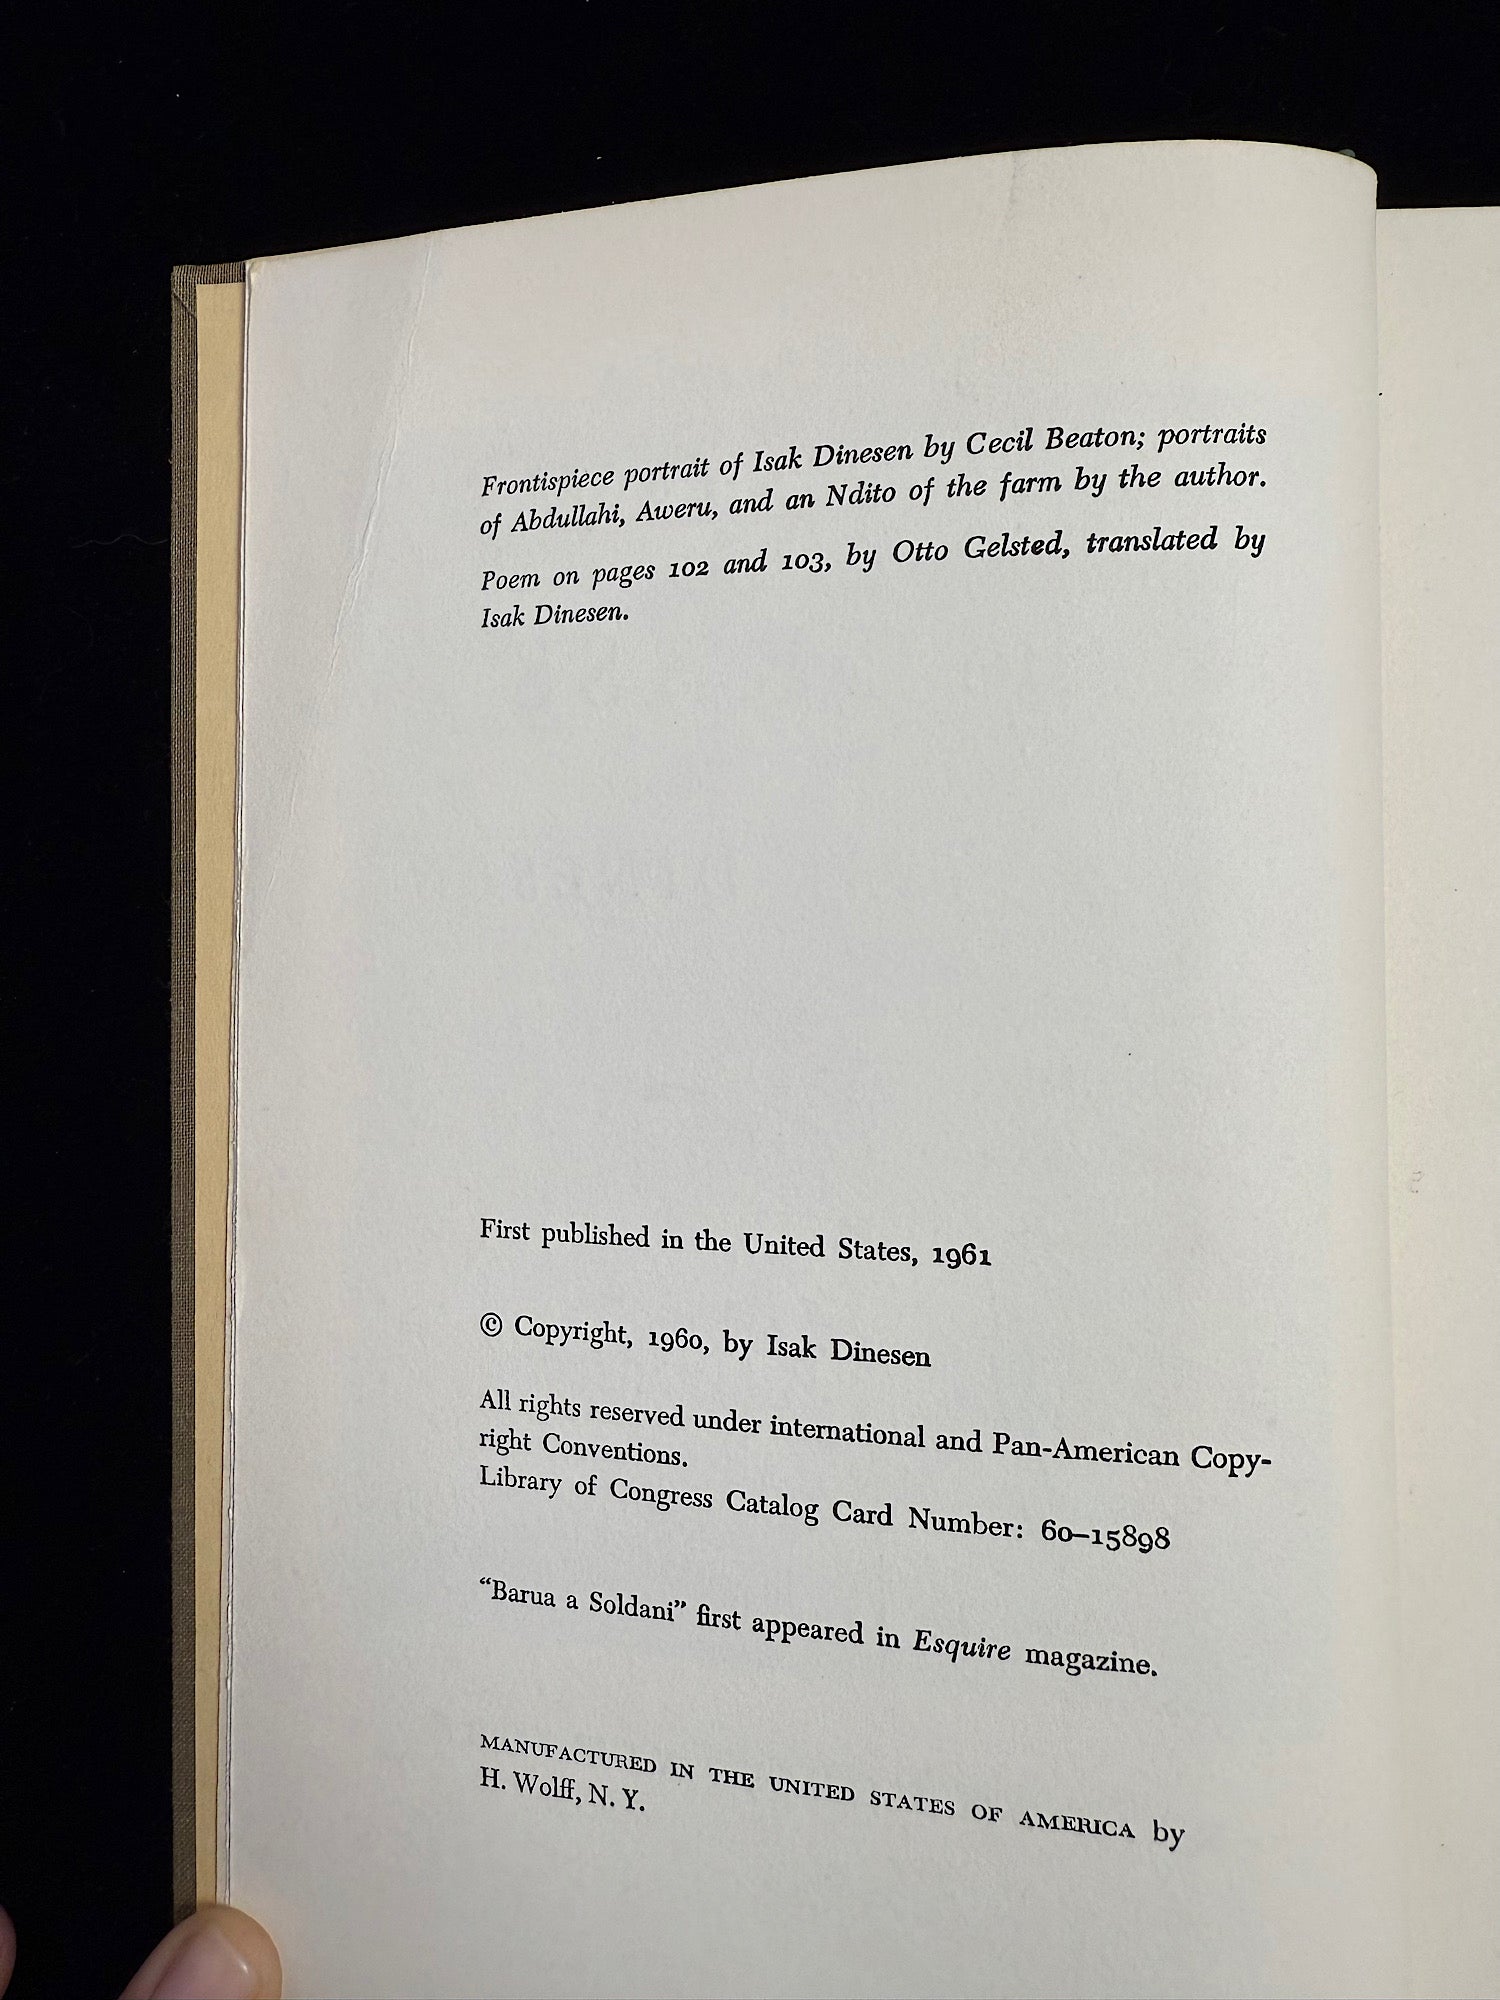 Frontispiece portrait of Isak Dinesen by Cecil Beaton; portraits
of Abdullahi, Aweru, and an Ndito of the farm by the author.
Poem on pages 102 and 103, by Otto Gelsted, translated by
Isak Dinesen.
First published in the United States, 1961
© Copyright, 1960, by Isak Dinesen
All rights reserved under international and Pan-American Copy-
right Conventions.
Library of Congress Catalog Card Number: 60–15898
“Barua a Soldani” first appeared in Esquire magazine.
MANUFACTURED IN THE UNITED STATES OF AMERICA by
H. Wolff, N. Y.